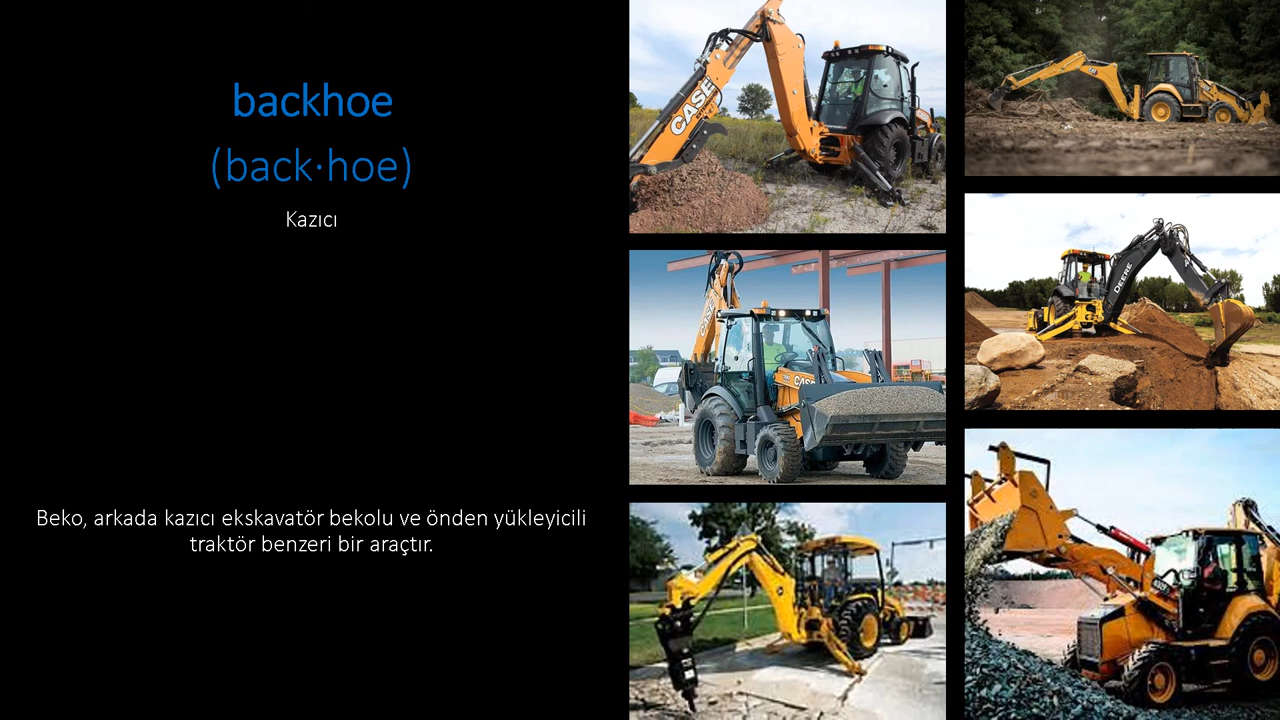 backhoe
(back·hoe)
Kazıcı
Beko, arkada kazıcı ekskavatör bekolu ve önden yükleyicili
traktör benzeri bir araçtır.
CASE
CASE
CASE
DEERE
CAT